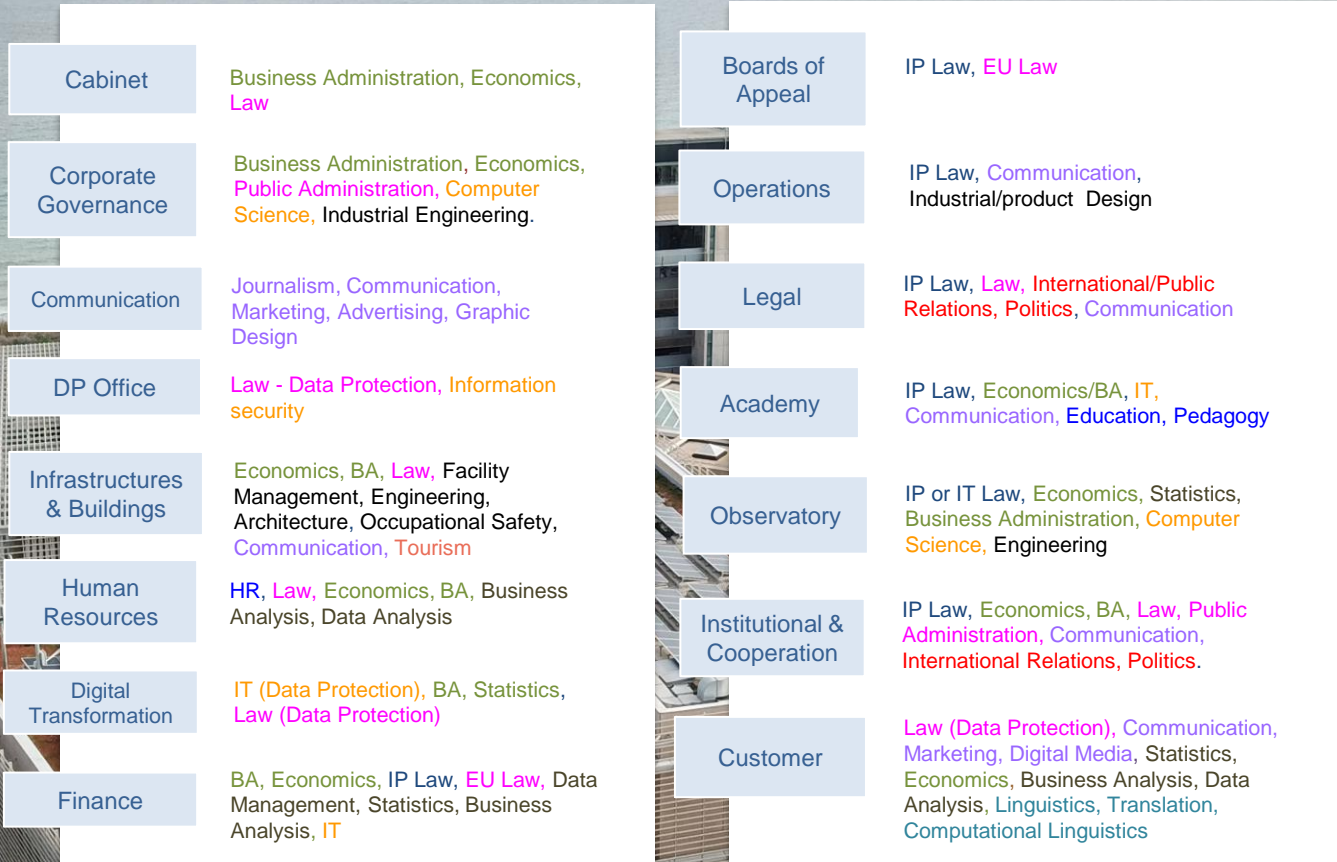 Cabinet
Business Administration, Economics,
Law
Corporate
Governance
Business Administration, Economics,
Public Administration, Computer
Science, Industrial Engineering.
Communication
Journalism, Communication,
Marketing, Advertising, Graphic
Design
DP Office
Law - Data Protection, Information
security
Infrastructures
& Buildings
Economics, BA, Law, Facility
Management, Engineering,
Architecture, Occupational Safety,
Communication, Tourism
Human
Resources
HR, Law, Economics, BA, Business
Analysis, Data Analysis
Digital
Transformation
IT (Data Protection), BA, Statistics,
Law (Data Protection)
Finance
BA, Economics, IP Law, EU Law, Data
Management, Statistics, Business
Analysis, IT
Boards of
Appeal
IP Law, EU Law
Operations
IP Law, Communication,
Industrial/product Design
Legal
IP Law, Law, International/Public
Relations, Politics, Communication
Academy
IP Law, Economics/BA, IT,
Communication, Education, Pedagogy
Observatory
IP or IT Law, Economics, Statistics,
Business Administration, Computer
Science, Engineering
Institutional &
Cooperation
IP Law, Economics, BA, Law, Public
Administration, Communication,
International Relations, Politics.
Customer
Law (Data Protection), Communication,
Marketing, Digital Media, Statistics,
Economics, Business Analysis, Data
Analysis, Linguistics, Translation,
Computational Linguistics